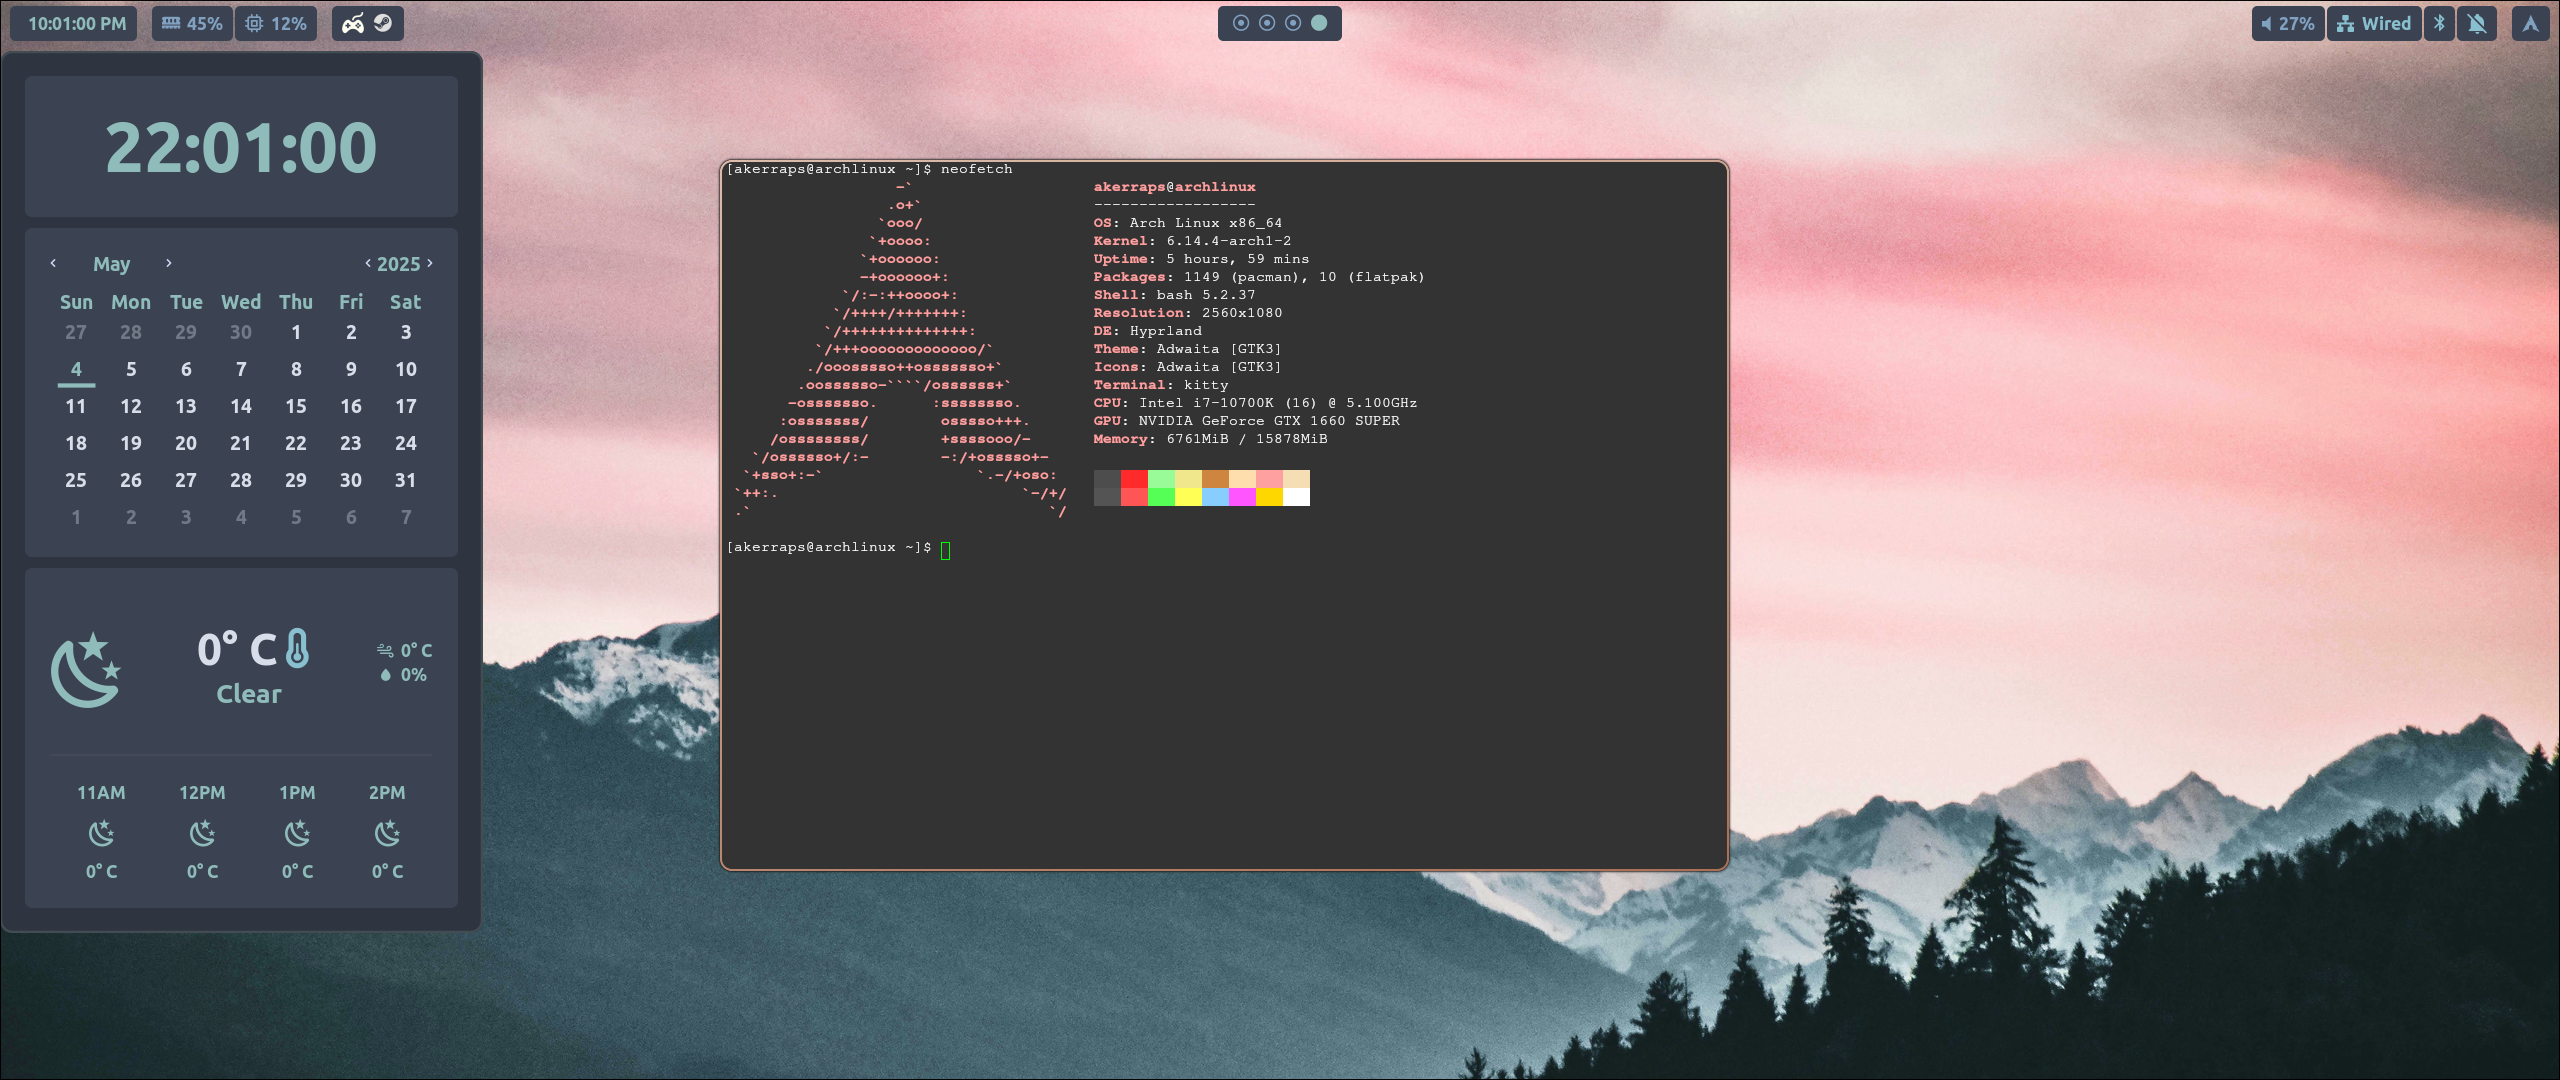 10:01:00 PM 45% 12% 27% Wired
22:01:00
May 2025
Sun Mon Tue Wed Thu Fri Sat
27 28 29 30 1 2 3
4 5 6 7 8 9 10
11 12 13 14 15 16 17
18 19 20 21 22 23 24
25 26 27 28 29 30 31
1 2 3 4 5 6 7
0° C
Clear
0° C
0%
11AM 12PM 1PM 2PM
0° C 0° C 0° C 0° C
[akerraps@archlinux ~]$ neofetch
-` akerraps@archlinux
.o+` ------------------
`ooo/ OS: Arch Linux x86_64
`+oooo: Kernel: 6.14.4-arch1-2
`+oooooo: Uptime: 5 hours, 59 mins
-+oooooo+: Packages: 1149 (pacman), 10 (flatpak)
`/:-:++oooo+: Shell: bash 5.2.37
`/++++/+++++++: Resolution: 2560x1080
`/++++++++++++++: DE: Hyprland
`/+++ooooooooooooo/` Theme: Adwaita [GTK3]
./ooosssso++osssssso+` Icons: Adwaita [GTK3]
.oossssso-````/ossssss+` Terminal: kitty
-osssssso. :ssssssso. CPU: Intel i7-10700K (16) @ 5.100GHz
:osssssss/ osssso+++. GPU: NVIDIA GeForce GTX 1660 SUPER
/ossssssss/ +ssssooo/- Memory: 6761MiB / 15878MiB
`/ossssso+/:- -:/+osssso+-
`+sso+:-` `.-/+oso:
`++:. `-/+/
.` `/
[akerraps@archlinux ~]$